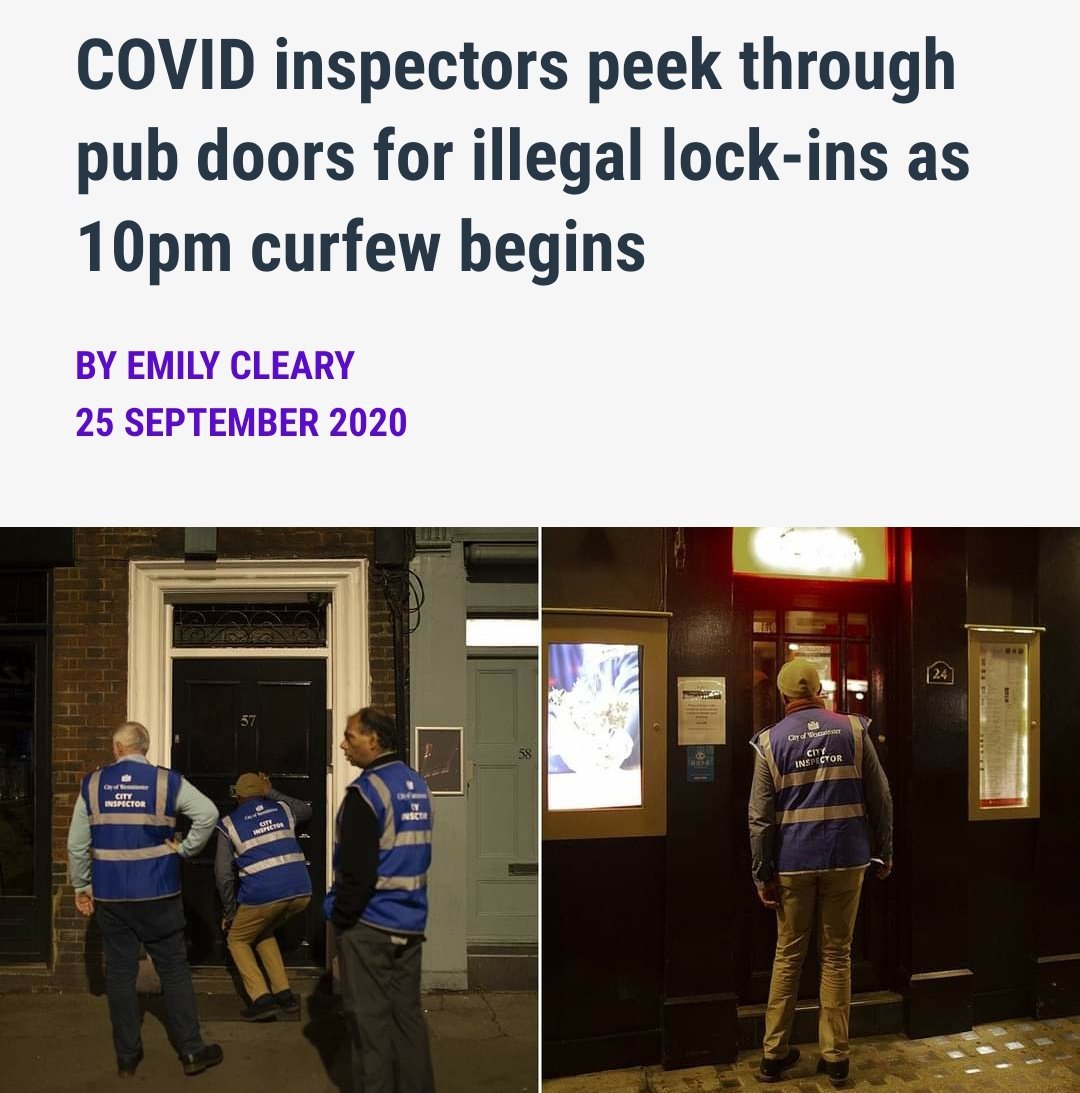 COVID inspectors peek through
pub doors for illegal lock-ins as
10pm curfew begins
BY EMILY CLEARY
25 SEPTEMBER 2020
57
58
City of Westminster
CITY
INSPECTOR
City of Westminster
CITY
INSPECTOR
24
City of Westminster
CITY
INSPECTOR